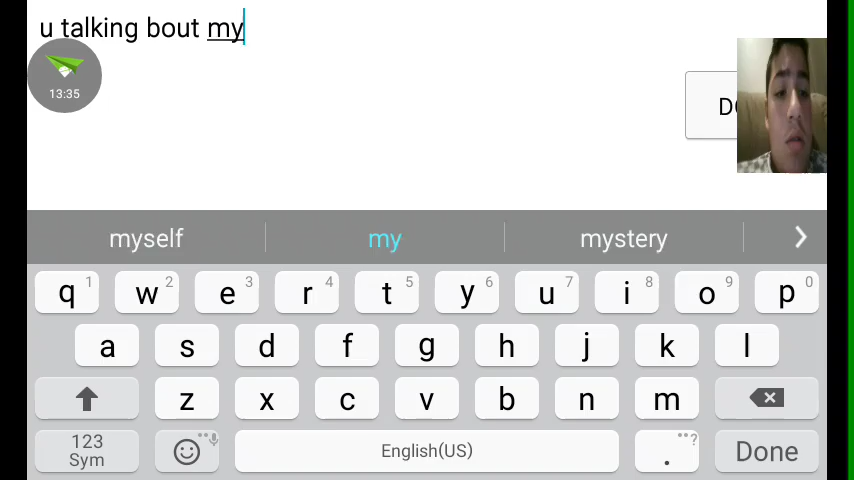 u talking bout my
13:35
myself my mystery
q 1 w 2 e 3 r 4 t 5 y 6 u 7 i 8 o 9 p 0
a s d f g h j k l
z x c v b n m
123 Sym English(US) . ? Done